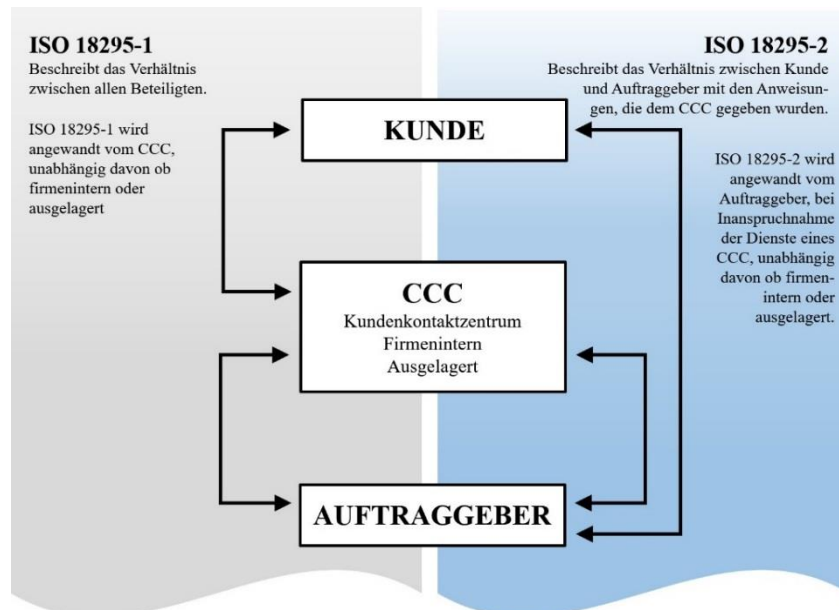 ISO 18295-1
Beschreibt das Verhältnis
zwischen allen Beteiligten.
ISO 18295-1 wird
angewandt vom CCC,
unabhängig davon ob
firmenintern oder
ausgelagert
ISO 18295-2
Beschreibt das Verhältnis zwischen Kunde
und Auftraggeber mit den Anweisun-
gen, die dem CCC gegeben wurden.
ISO 18295-2 wird
angewandt vom
Auftraggeber, bei
Inanspruchnahme
der Dienste eines
CCC, unabhängig
davon ob firmen-
intern oder
ausgelagert.
KUNDE
CCC
Kundenkontaktzentrum
Firmenintern
Ausgelagert
AUFTRAGGEBER